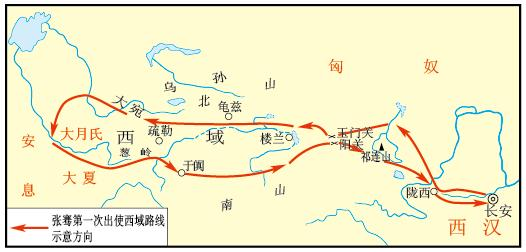 匈奴
乌孙
北山
大宛
龟兹
安息
大月氏
西域
疏勒
楼兰
玉门关
阳关
祁连山
葱岭
大夏
于阗
南山
陇西
长安
西汉
张骞第一次出使西域路线
示意方向